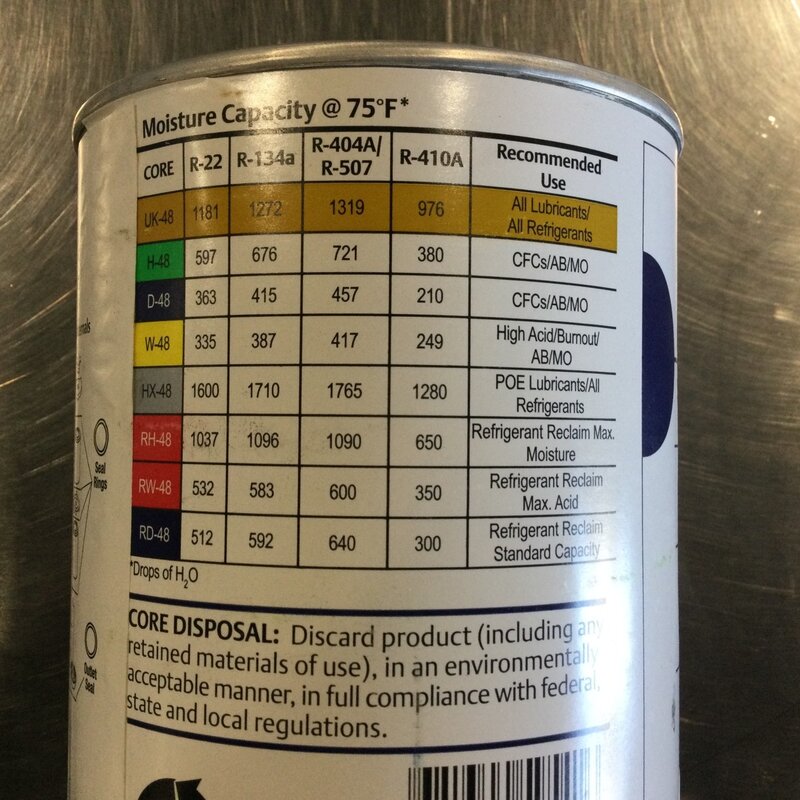 Moisture Capacity @ 75°F*
CORE R-22 R-134a R-404A/ R-507 R-410A Recommended Use
UK-48 1181 1272 1319 976 All Lubricants/ All Refrigerants
H-48 597 676 721 380 CFCs/AB/MO
D-48 363 415 457 210 CFCs/AB/MO
W-48 335 387 417 249 High Acid/Burnout/ AB/MO
HX-48 1600 1710 1765 1280 POE Lubricants/All Refrigerants
RH-48 1037 1096 1090 650 Refrigerant Reclaim Max. Moisture
RW-48 532 583 600 350 Refrigerant Reclaim Max. Acid
RD-48 512 592 640 300 Refrigerant Reclaim Standard Capacity
*Drops of H₂O
CORE DISPOSAL: Discard product (including any
retained materials of use), in an environmentally
acceptable manner, in full compliance with federal,
state and local regulations.
Seal
Rings
Outlet
Seal